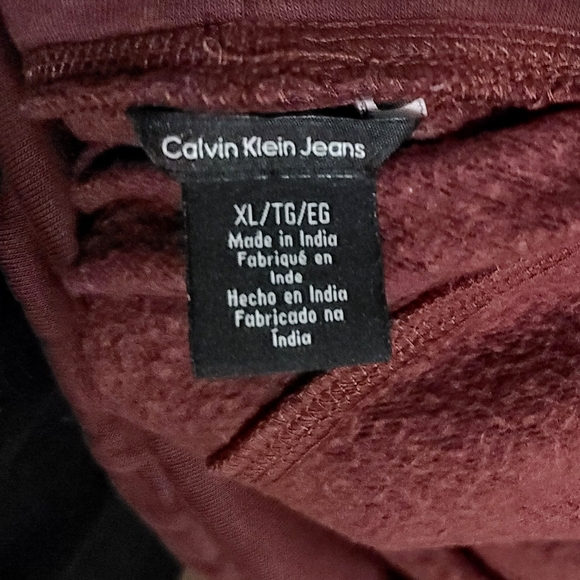 Calvin Klein Jeans
XL/TG/EG
Made in India
Fabriqué en
Inde
Hecho en India
Fabricado na
Índia